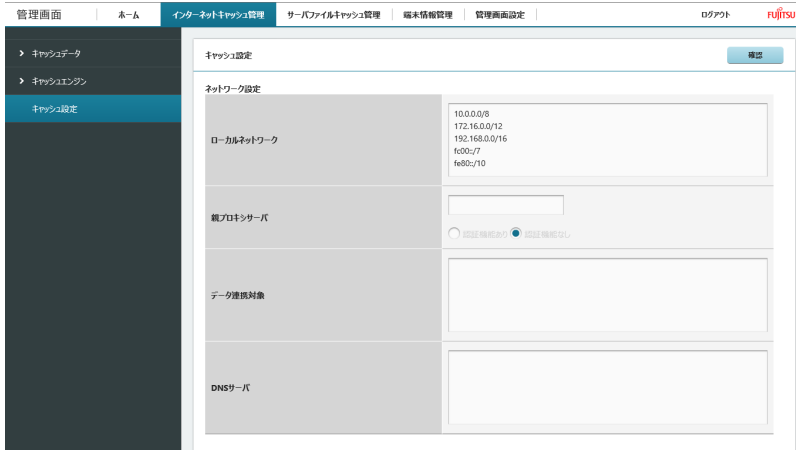 管理画面
ホーム
インターネットキャッシュ管理
サーバファイルキャッシュ管理
端末情報管理
管理画面設定
ログアウト
FUJITSU
キャッシュデータ
キャッシュエンジン
キャッシュ設定
キャッシュ設定
確認
ネットワーク設定
ローカルネットワーク
10.0.0.0/8
172.16.0.0/12
192.168.0.0/16
fc00::/7
fe80::/10
親プロキシサーバ
認証機能あり 認証機能なし
データ連携対象
DNSサーバ